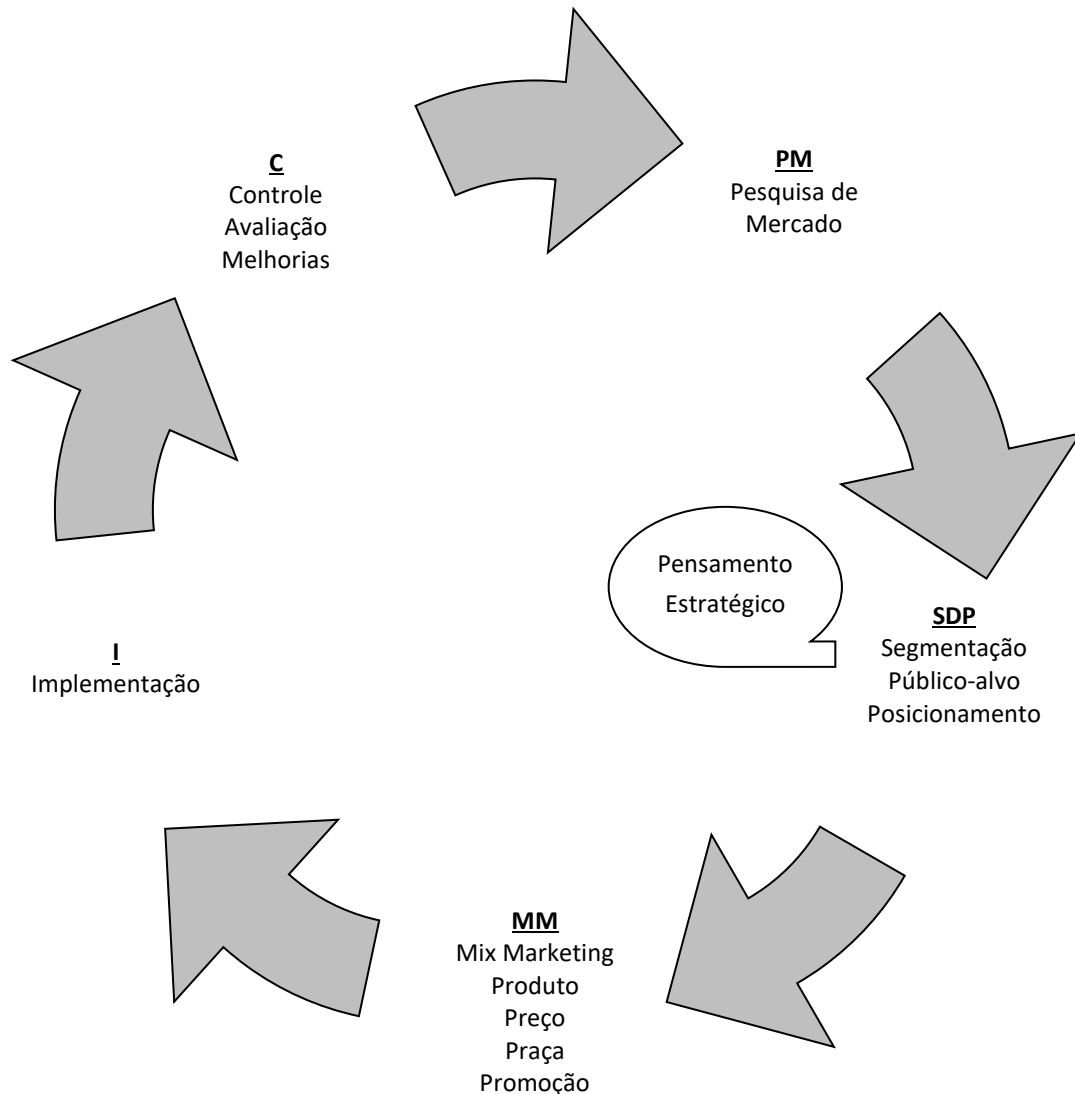 C
Controle
Avaliação
Melhorias
PM
Pesquisa de
Mercado
Pensamento
Estratégico
SDP
Segmentação
Público-alvo
Posicionamento
MM
Mix Marketing
Produto
Preço
Praça
Promoção
I
Implementação